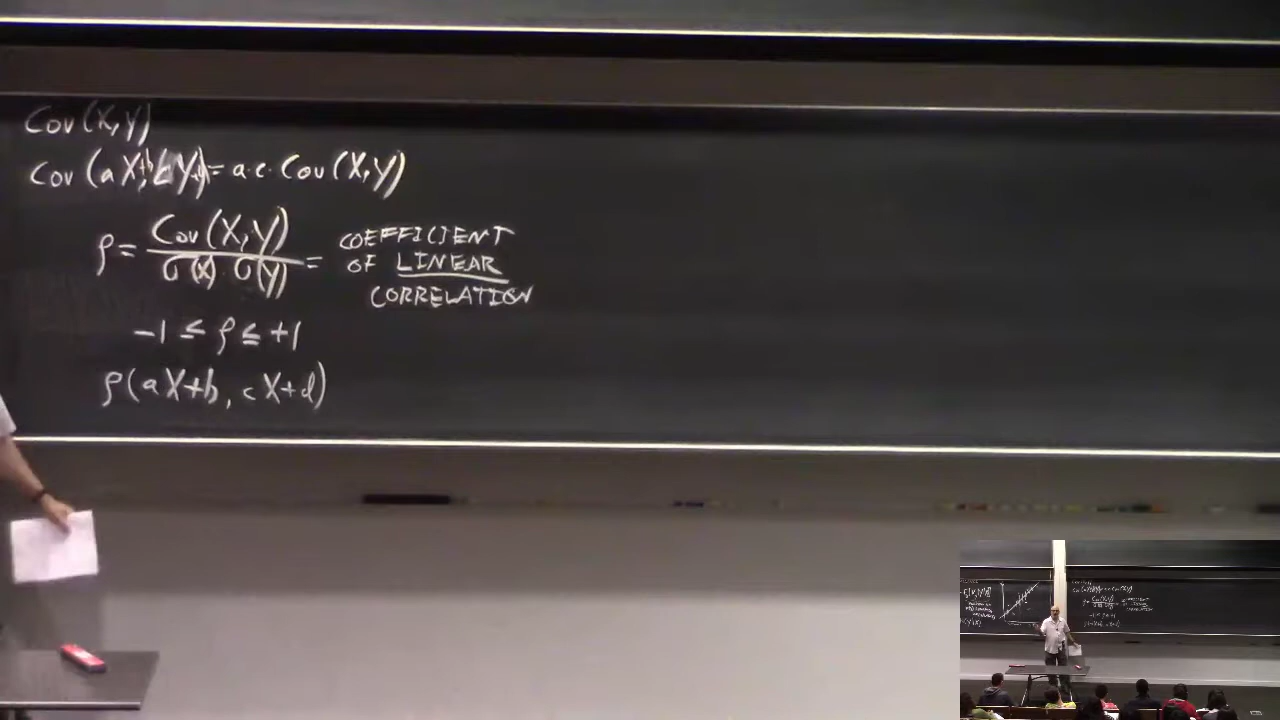 Cov(X,Y)
Cov(aX+b, cY+d) = a·c· Cov(X,Y)
ρ = Cov(X,Y) / σ(X)·σ(Y) = COEFFICIENT OF LINEAR CORRELATION
-1 ≤ ρ ≤ +1
ρ(aX+b, cX+d)